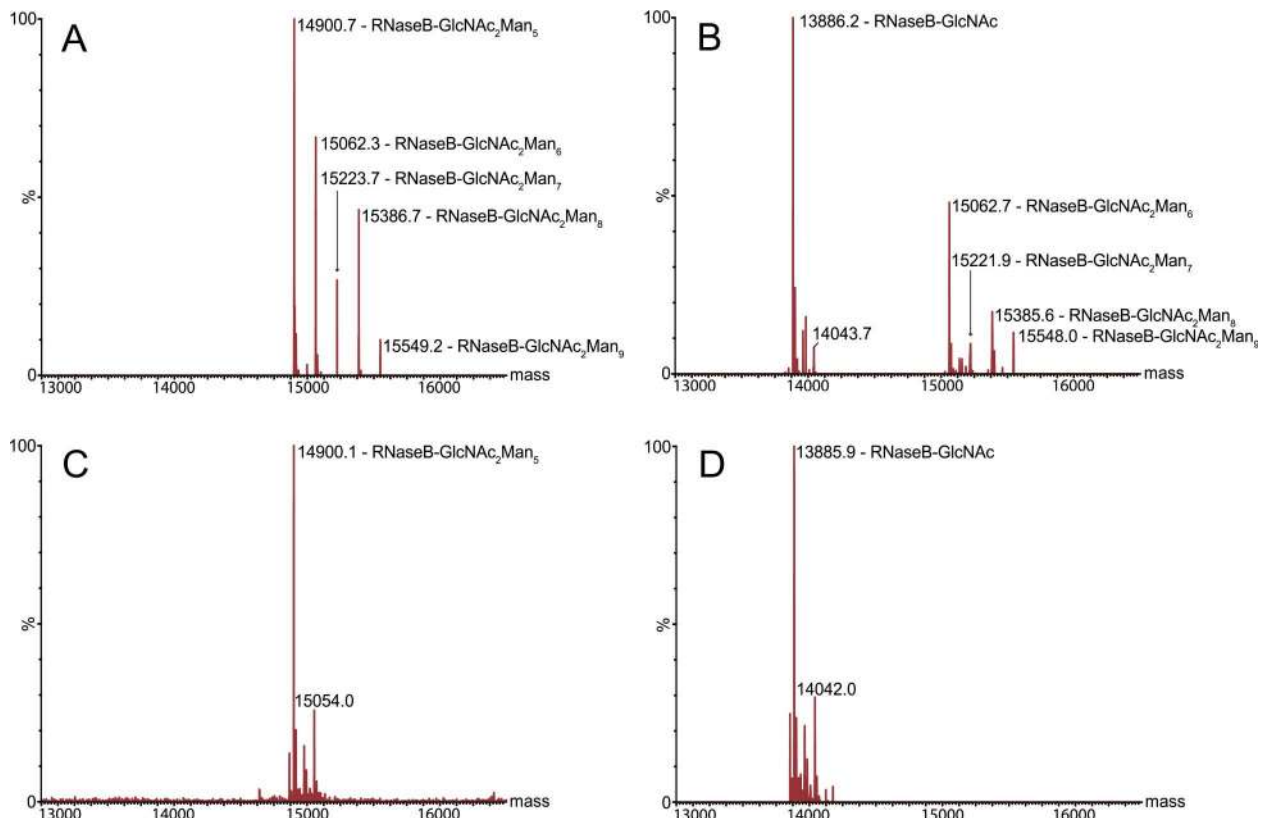 A
100
14900.7 - RNaseB-GlcNAc₂Man₅
15062.3 - RNaseB-GlcNAc₂Man₆
15223.7 - RNaseB-GlcNAc₂Man₇
15386.7 - RNaseB-GlcNAc₂Man₈
15549.2 - RNaseB-GlcNAc₂Man₉
%
0
13000 14000 15000 16000 mass
B
100
13886.2 - RNaseB-GlcNAc
15062.7 - RNaseB-GlcNAc₂Man₆
15221.9 - RNaseB-GlcNAc₂Man₇
15385.6 - RNaseB-GlcNAc₂Man₈
15548.0 - RNaseB-GlcNAc₂Man₉
14043.7
%
0
13000 14000 15000 16000 mass
C
100
14900.1 - RNaseB-GlcNAc₂Man₅
15054.0
%
0
13000 14000 15000 16000 mass
D
100
13885.9 - RNaseB-GlcNAc
14042.0
%
0
13000 14000 15000 16000 mass